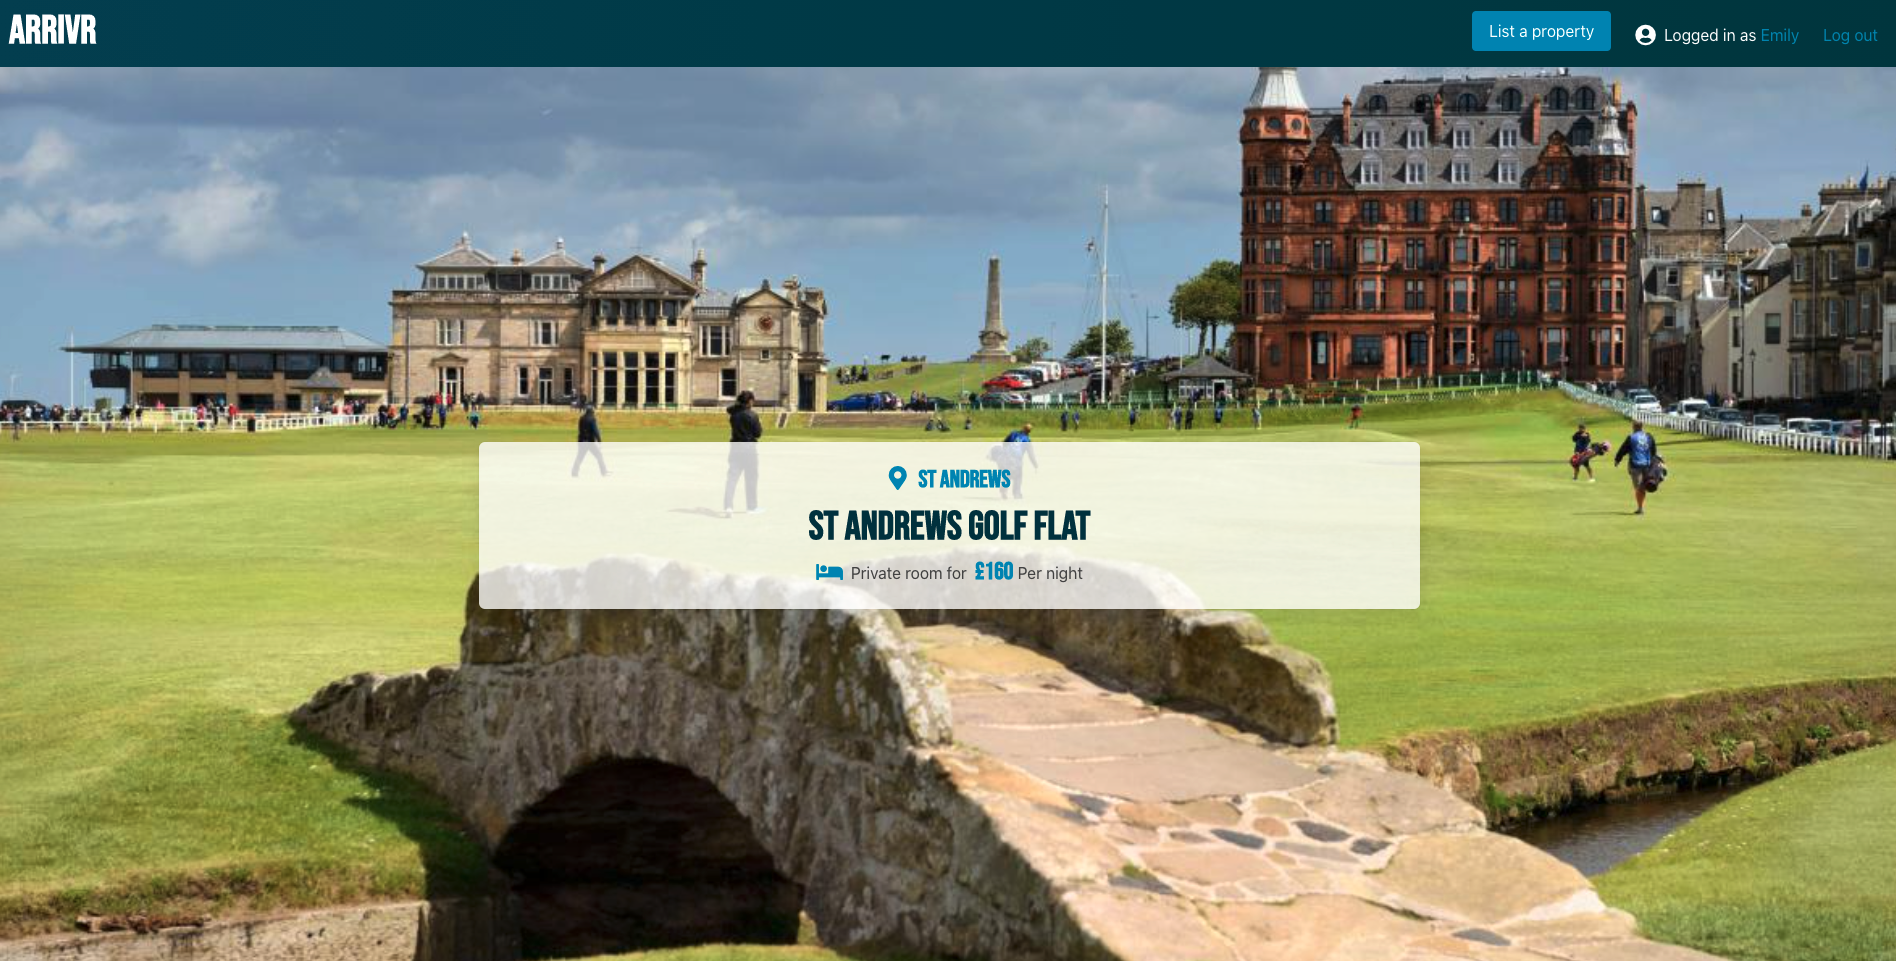 ARRIVR
List a property
Logged in as Emily
Log out
ST ANDREWS
ST ANDREWS GOLF FLAT
Private room for £160 Per night